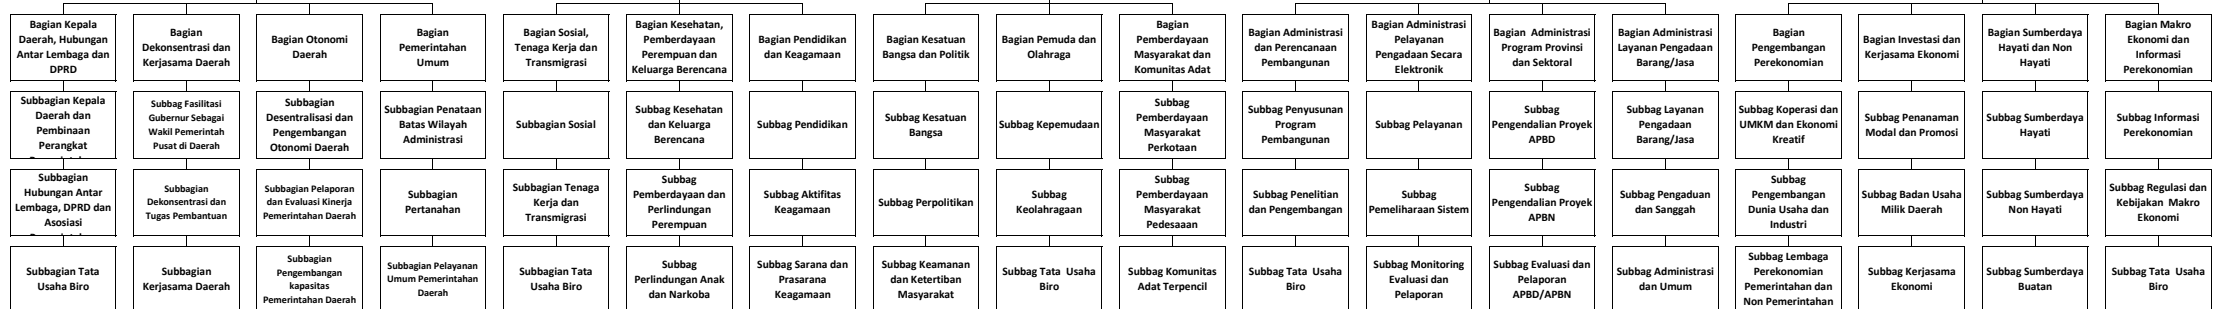 Bagian Kepala
Daerah, Hubungan
Antar Lembaga dan
DPRD
Bagian
Dekonsentrasi dan
Kerjasama Daerah
Bagian Otonomi
Daerah
Bagian
Pemerintahan
Umum
Bagian Sosial,
Tenaga Kerja dan
Transmigrasi
Bagian Kesehatan,
Pemberdayaan
Perempuan dan
Keluarga Berencana
Bagian Pendidikan
dan Keagamaan
Bagian Kesatuan
Bangsa dan Politik
Bagian Pemuda dan
Olahraga
Bagian
Pemberdayaan
Masyarakat dan
Komunitas Adat
Bagian Administrasi
dan Perencanaan
Pembangunan
Bagian Administrasi
Pelayanan
Pengadaan Secara
Elektronik
Bagian Administrasi
Program Provinsi
dan Sektoral
Bagian Administrasi
Layanan Pengadaan
Barang/Jasa
Bagian
Pengembangan
Perekonomian
Bagian Investasi dan
Kerjasama Ekonomi
Bagian Sumberdaya
Hayati dan Non
Hayati
Bagian Makro
Ekonomi dan
Informasi
Perekonomian
Subbagian Kepala
Daerah dan
Pembinaan
Perangkat
Subbag Fasilitasi
Gubernur Sebagai
Wakil Pemerintah
Pusat di Daerah
Subbagian
Desentralisasi dan
Pengembangan
Otonomi Daerah
Subbagian Penataan
Batas Wilayah
Administrasi
Subbagian Sosial
Subbag Kesehatan
dan Keluarga
Berencana
Subbag Pendidikan
Subbag Kesatuan
Bangsa
Subbag Kepemudaan
Subbag
Pemberdayaan
Masyarakat
Perkotaan
Subbag Penyusunan
Program
Pembangunan
Subbag Pelayanan
Subbag
Pengendalian Proyek
APBD
Subbag Layanan
Pengadaan
Barang/Jasa
Subbag Koperasi dan
UMKM dan Ekonomi
Kreatif
Subbag Penanaman
Modal dan Promosi
Subbag Sumberdaya
Hayati
Subbag Informasi
Perekonomian
Subbagian
Hubungan Antar
Lembaga, DPRD dan
Asosiasi
Subbagian
Dekonsentrasi dan
Tugas Pembantuan
Subbagian Pelaporan
dan Evaluasi Kinerja
Pemerintahan Daerah
Subbagian
Pertanahan
Subbagian Tenaga
Kerja dan
Transmigrasi
Subbag
Pemberdayaan dan
Perlindungan
Perempuan
Subbag Aktifitas
Keagamaan
Subbag Perpolitikan
Subbag
Keolahragaan
Subbag
Pemberdayaan
Masyarakat
Pedesaaan
Subbag Penelitian
dan Pengembangan
Subbag
Pemeliharaan Sistem
Subbag
Pengendalian Proyek
APBN
Subbag Pengaduan
dan Sanggah
Subbag
Pengembangan
Dunia Usaha dan
Industri
Subbag Badan Usaha
Milik Daerah
Subbag Sumberdaya
Non Hayati
Subbag Regulasi dan
Kebijakan Makro
Ekonomi
Subbagian Tata
Usaha Biro
Subbagian
Kerjasama Daerah
Subbagian
Pengembangan
kapasitas
Pemerintahan Daerah
Subbagian Pelayanan
Umum Pemerintahan
Daerah
Subbagian Tata
Usaha Biro
Subbag
Perlindungan Anak
dan Narkoba
Subbag Sarana dan
Prasarana
Keagamaan
Subbag Keamanan
dan Ketertiban
Masyarakat
Subbag Tata Usaha
Biro
Subbag Komunitas
Adat Terpencil
Subbag Tata Usaha
Biro
Subbag Monitoring
Evaluasi dan
Pelaporan
Subbag Evaluasi dan
Pelaporan
APBD/APBN
Subbag Administrasi
dan Umum
Subbag Lembaga
Perekonomian
Pemerintahan dan
Non Pemerintahan
Subbag Kerjasama
Ekonomi
Subbag Sumberdaya
Buatan
Subbag Tata Usaha
Biro